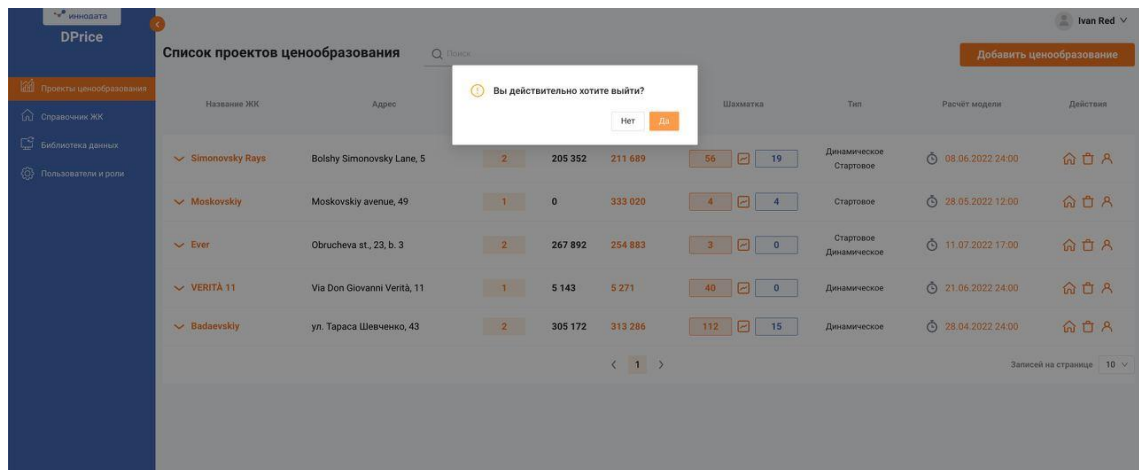 иннодата
DPrice
Ivan Red
Список проектов ценообразования
Поиск
Добавить ценообразование
Проекты ценообразования
Справочник ЖК
Библиотека данных
Пользователи и роли
Вы действительно хотите выйти?
Нет Да
Название ЖК Адрес Шахматка Тип Расчёт модели Действия
Simonovsky Rays Bolshy Simonovsky Lane, 5 2 205 352 211 689 56 19 Динамическое Стартовое 08.06.2022 24:00
Moskovskiy Moskovskiy avenue, 49 1 0 333 020 4 4 Стартовое 28.05.2022 12:00
Ever Obrucheva st., 23, b. 3 2 267 892 254 883 3 0 Стартовое Динамическое 11.07.2022 17:00
VERITÀ 11 Via Don Giovanni Verità, 11 1 5 143 5 271 40 0 Динамическое 21.06.2022 24:00
Badaevskiy ул. Тараса Шевченко, 43 2 305 172 313 286 112 15 Динамическое 28.04.2022 24:00
1
Записей на странице 10